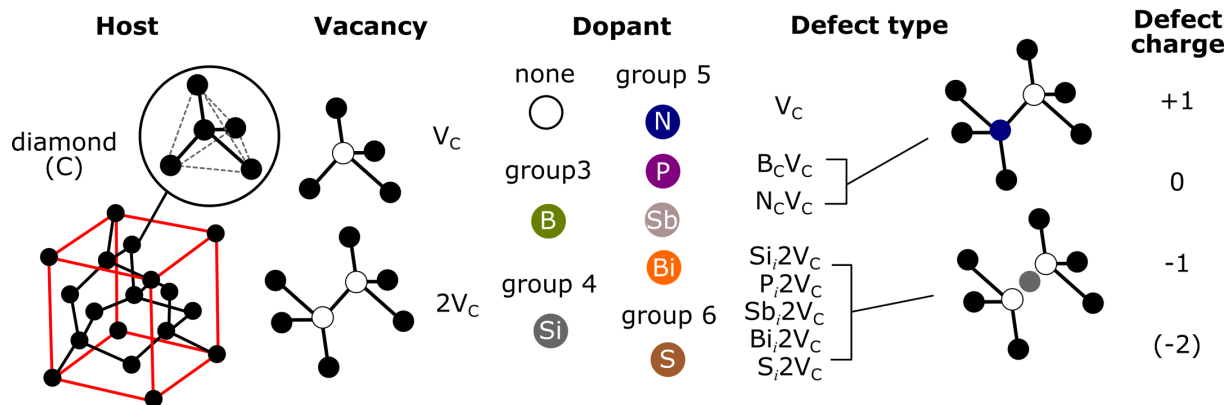 Host
Vacancy
Dopant
Defect type
Defect
charge
diamond
(C)
V_C
2V_C
none
group3
B
group 4
Si
group 5
N
P
Sb
Bi
group 6
S
V_C
B_CV_C
N_CV_C
Si_i2V_C
P_i2V_C
Sb_i2V_C
Bi_i2V_C
S_i2V_C
+1
0
-1
(-2)